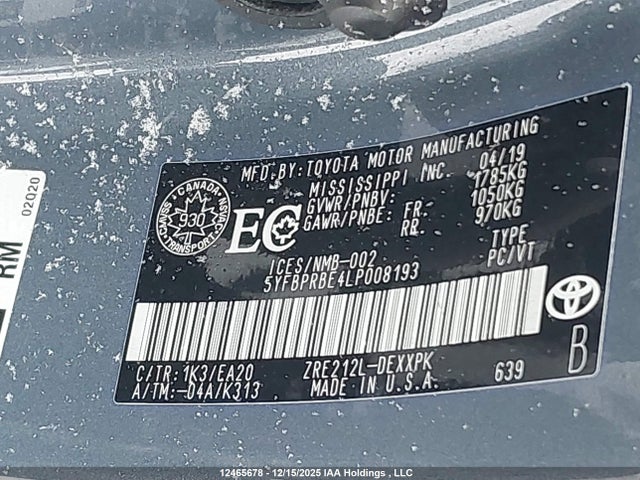 02020
RM
MFD.BY: TOYOTA MOTOR MANUFACTURING
MISSISSIPPI INC. 04/19
GVWR/PNBV: 1785KG
GAWR/PNBE: FR: 1050KG
RR: 970KG
CANADA
930
TRANSPORT
EC
ICES/NMB-002
TYPE
5YFBPRBE4LP008193
PC/VT
C/TR: 1K3/EA20
ZRE212L-DEXXPK
A/TM: -04A/K313
MADE IN U.S.A.
639
B
12465678 - 12/15/2025 IAA Holdings , LLC